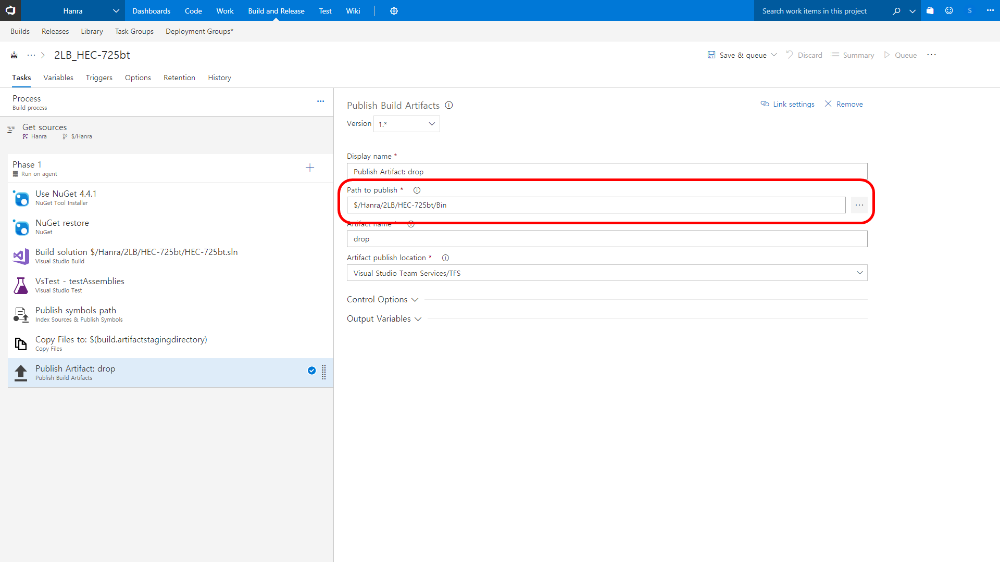 Hanra Dashboards Code Work Build and Release Test Wiki Search work items in this project S ...
Builds Releases Library Task Groups Deployment Groups*
... 2LB_HEC-725bt Save & queue Discard Summary Queue ...
Tasks Variables Triggers Options Retention History
Process ...
Build process
Get sources
Hanra $/Hanra
Phase 1
Run on agent
Use NuGet 4.4.1
NuGet Tool Installer
NuGet restore
NuGet
Build solution $/Hanra/2LB/HEC-725bt/HEC-725bt.sln
Visual Studio Build
VsTest - testAssemblies
Visual Studio Test
Publish symbols path
Index Sources & Publish Symbols
Copy Files to: $(build.artifactstagingdirectory)
Copy Files
Publish Artifact: drop
Publish Build Artifacts
Publish Build Artifacts Link settings Remove
Version 1.*
Display name *
Publish Artifact: drop
Path to publish *
$/Hanra/2LB/HEC-725bt/Bin ...
Artifact name *
drop
Artifact publish location *
Visual Studio Team Services/TFS
Control Options
Output Variables